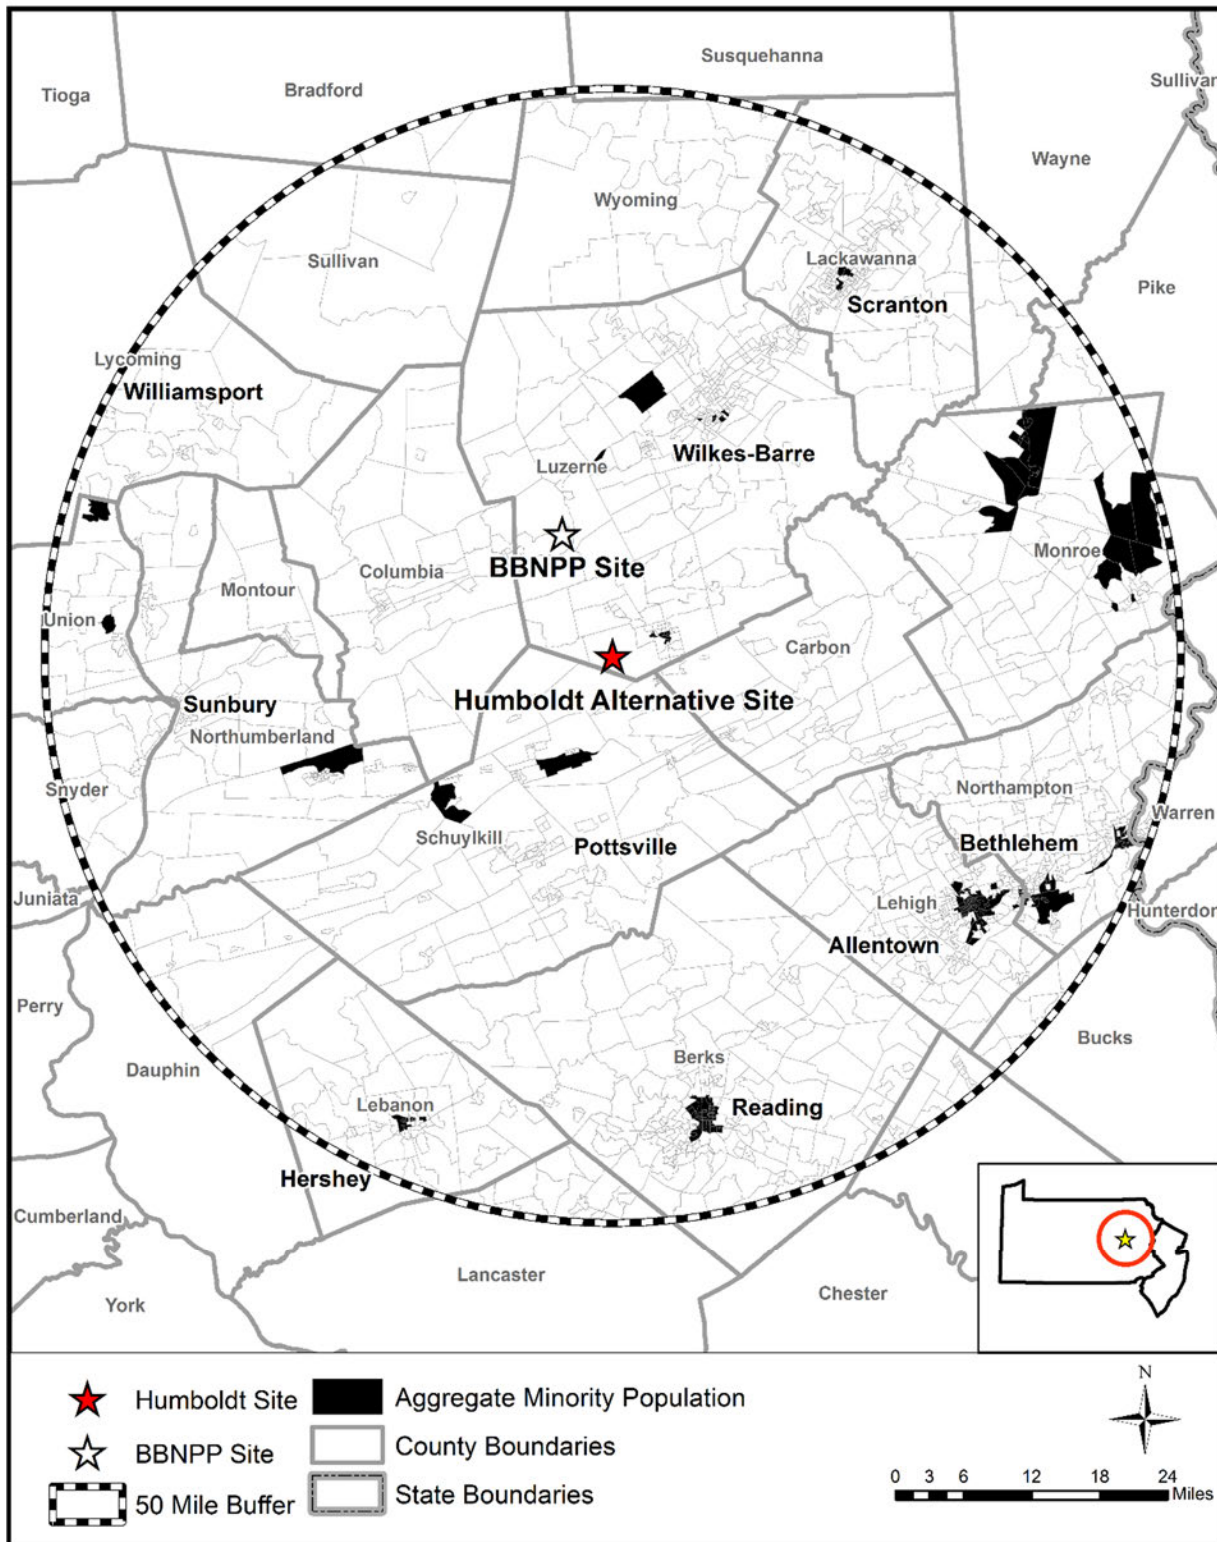 Susquehanna
Sullivan
Bradford
Tioga
Wayne
Wyoming
Sullivan
Lackawanna
Pike
Scranton
Lycoming
Williamsport
Wilkes-Barre
Luzerne
Monroe
BBNPP Site
Columbia
Montour
Union
Carbon
Humboldt Alternative Site
Sunbury
Northumberland
Snyder
Northampton
Warren
Schuylkill
Pottsville
Bethlehem
Juniata
Lehigh
Hunterdon
Allentown
Perry
Bucks
Berks
Dauphin
Lebanon
Reading
Hershey
Cumberland
Lancaster
Chester
York
Humboldt Site
Aggregate Minority Population
BBNPP Site
County Boundaries
50 Mile Buffer
State Boundaries
N
0 3 6 12 18 24
Miles